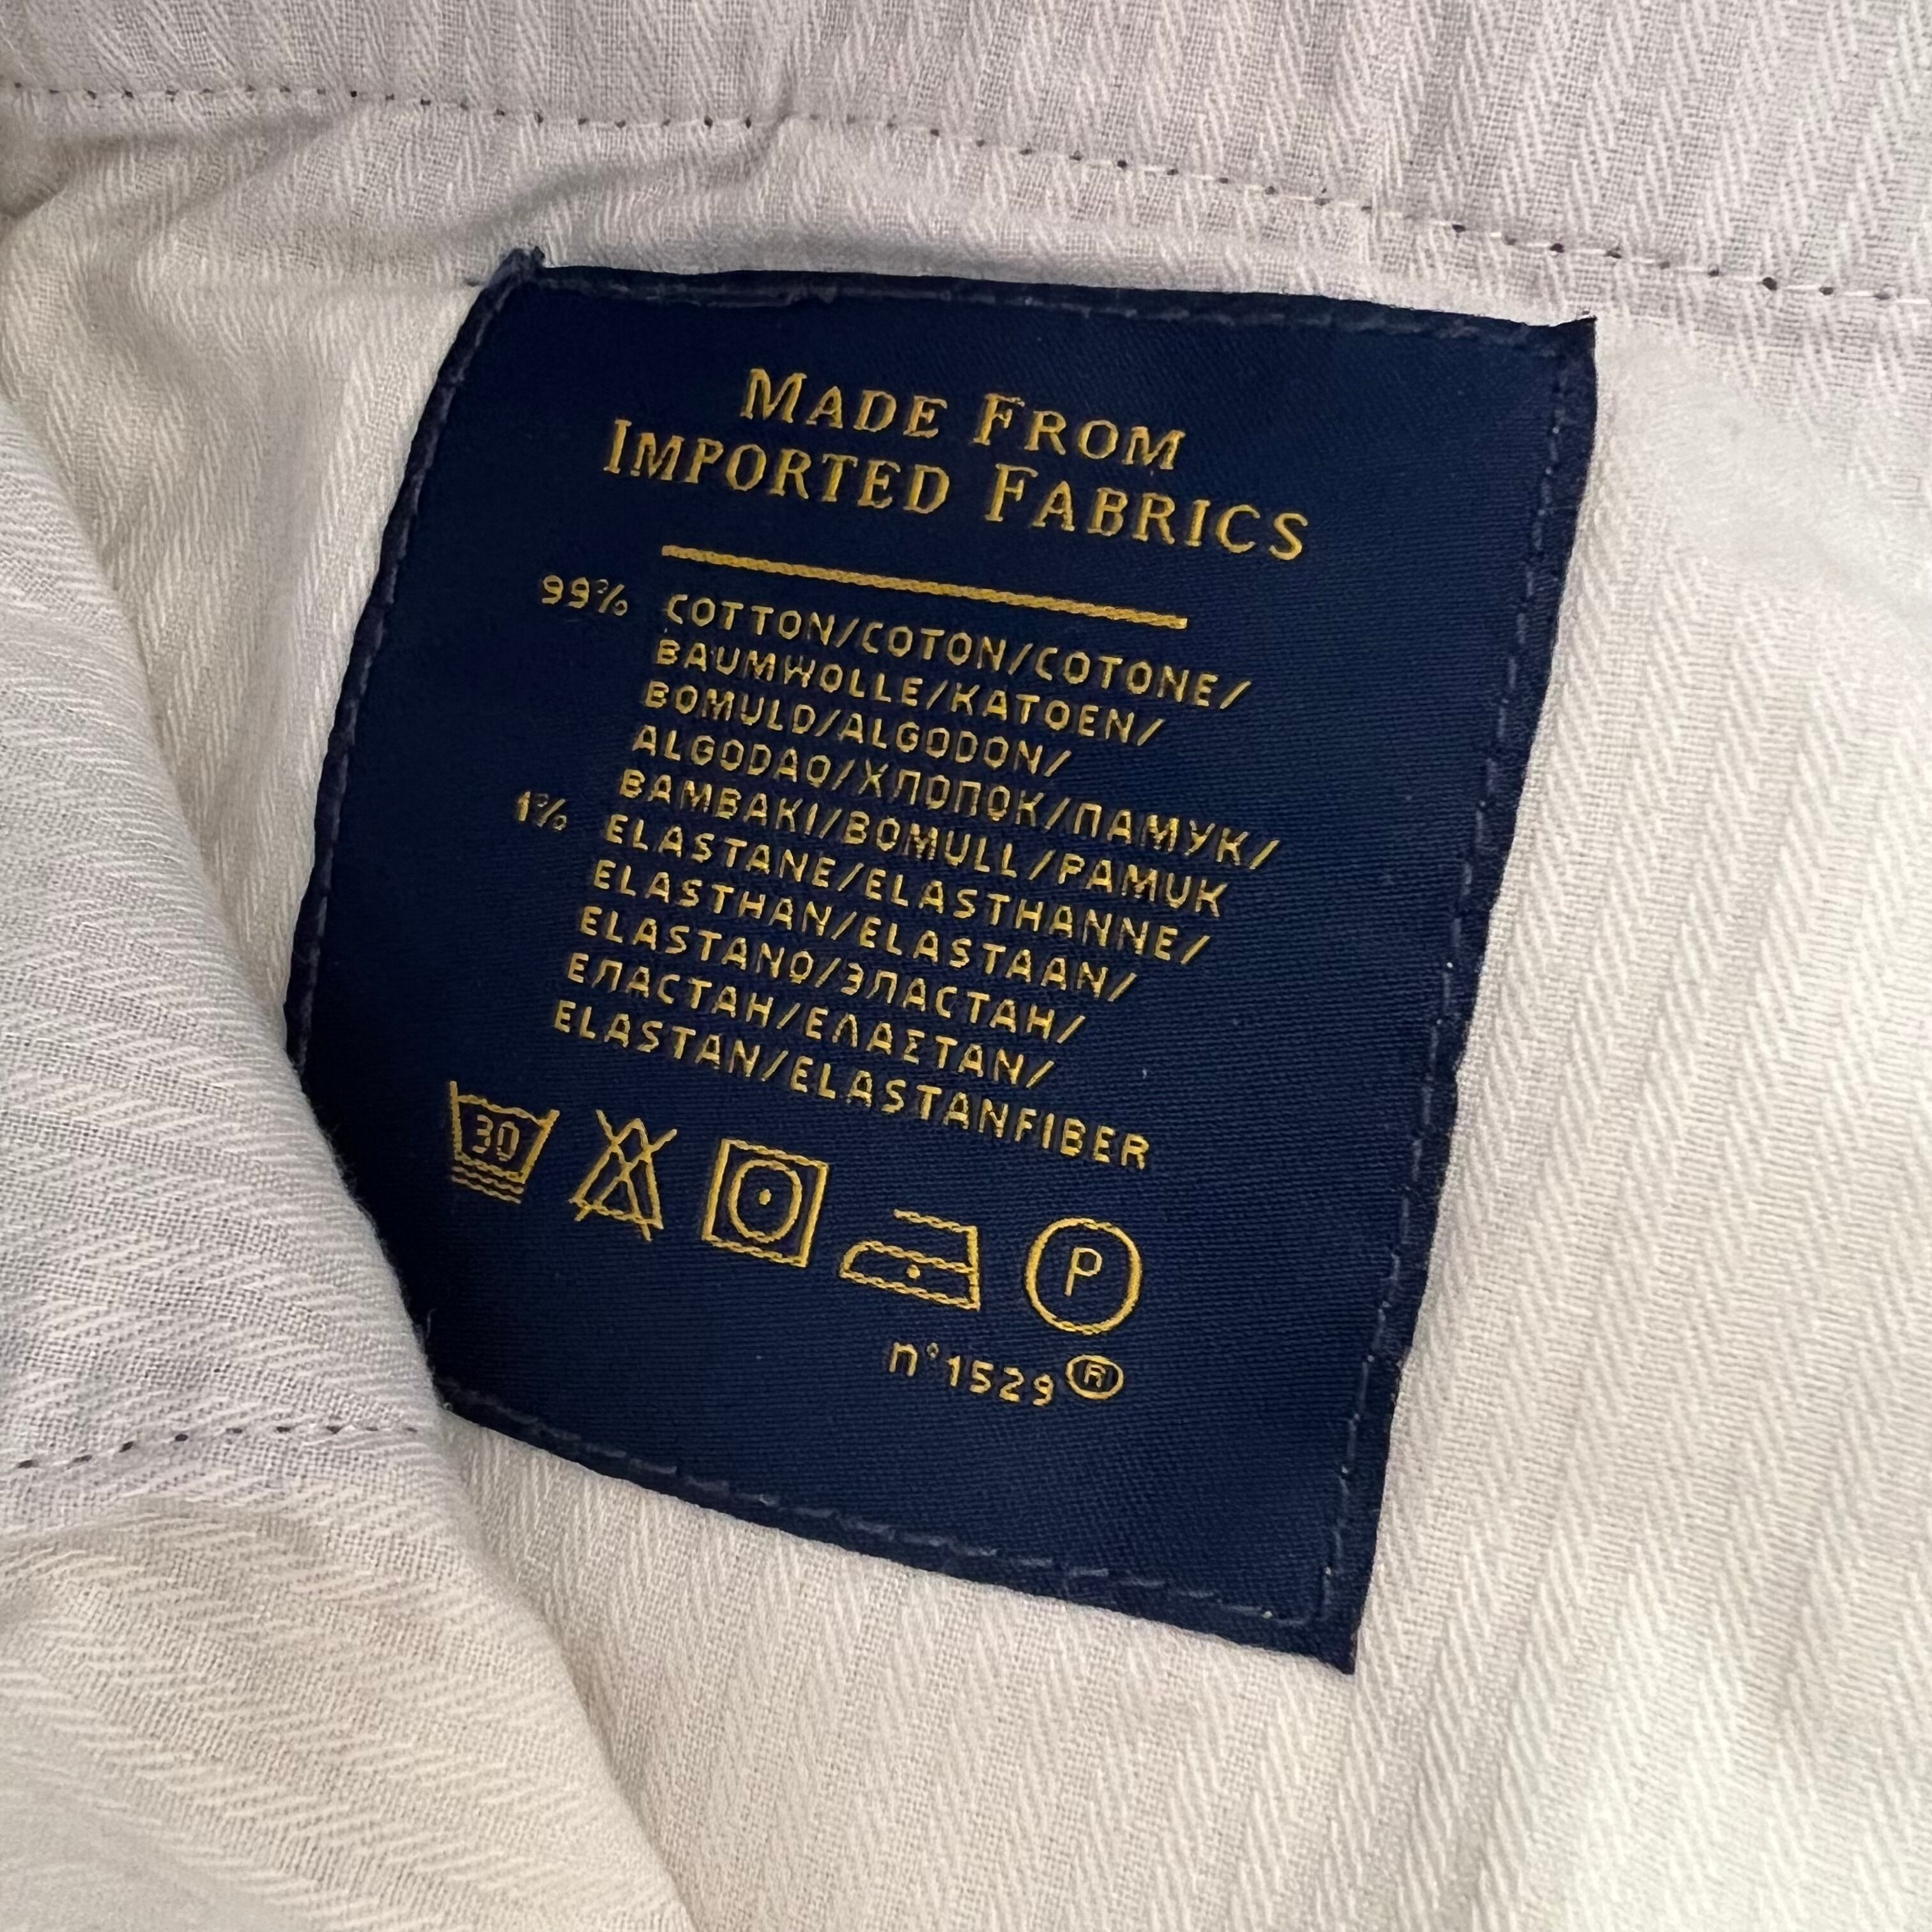 MADE FROM
IMPORTED FABRICS
99% COTTON/COTON/COTONE/
BAUMWOLLE/KATOEN/
BOMULD/ALGODON/
ALGODAO/ХЛОПОК/ПАМУК/
BAMBAKI/BOMULL/PAMUK
1% ELASTANE/ELASTHANNE/
ELASTHAN/ELASTAAN/
ELASTANO/ЭЛАСТАН/
ЕЛАСТАН/ΕΛΑΣΤΑΝ/
ELASTAN/ELASTANFIBER
30
P
n°1529®